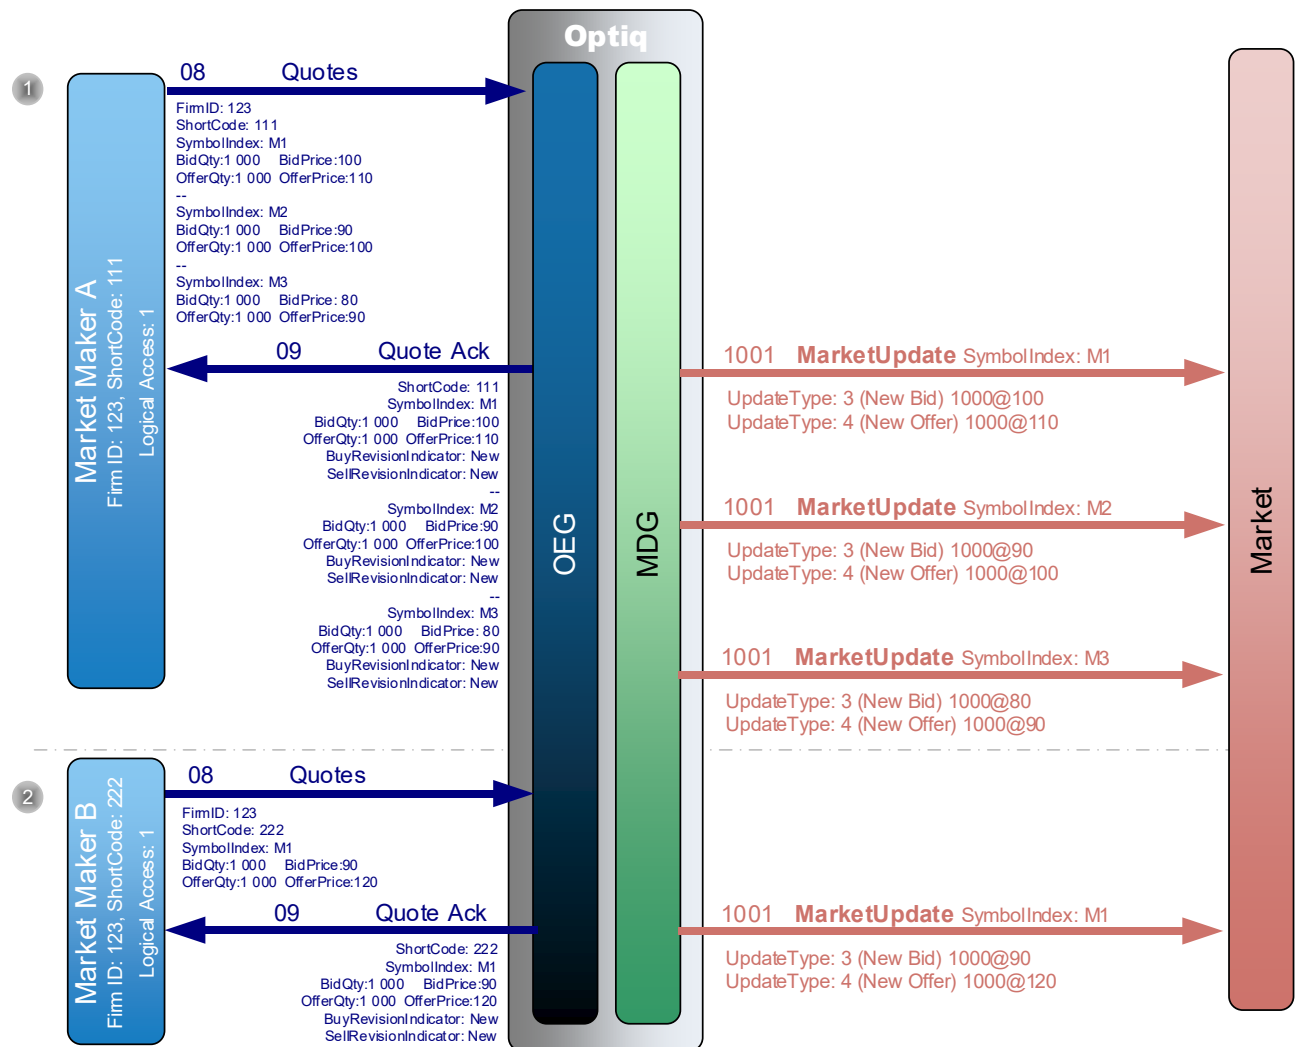 Optiq
1
Market Maker A
Firm ID: 123, ShortCode: 111
Logical Access: 1
08 Quotes
FirmID: 123
ShortCode: 111
SymbolIndex: M1
BidQty:1 000 BidPrice:100
OfferQty:1 000 OfferPrice:110
--
SymbolIndex: M2
BidQty:1 000 BidPrice:90
OfferQty:1 000 OfferPrice:100
--
SymbolIndex: M3
BidQty:1 000 BidPrice: 80
OfferQty:1 000 OfferPrice:90
09 Quote Ack
ShortCode: 111
SymbolIndex: M1
BidQty:1 000 BidPrice:100
OfferQty:1 000 OfferPrice:110
BuyRevisionIndicator: New
SellRevisionIndicator: New
--
SymbolIndex: M2
BidQty:1 000 BidPrice:90
OfferQty:1 000 OfferPrice:100
BuyRevisionIndicator: New
SellRevisionIndicator: New
--
SymbolIndex: M3
BidQty:1 000 BidPrice: 80
OfferQty:1 000 OfferPrice:90
BuyRevisionIndicator: New
SellRevisionIndicator: New
OEG
MDG
1001 MarketUpdate SymbolIndex: M1
UpdateType: 3 (New Bid) 1000@100
UpdateType: 4 (New Offer) 1000@110
1001 MarketUpdate SymbolIndex: M2
UpdateType: 3 (New Bid) 1000@90
UpdateType: 4 (New Offer) 1000@100
1001 MarketUpdate SymbolIndex: M3
UpdateType: 3 (New Bid) 1000@80
UpdateType: 4 (New Offer) 1000@90
Market
2
Market Maker B
Firm ID: 123, ShortCode: 222
Logical Access: 1
08 Quotes
FirmID: 123
ShortCode: 222
SymbolIndex: M1
BidQty:1 000 BidPrice:90
OfferQty:1 000 OfferPrice:120
09 Quote Ack
ShortCode: 222
SymbolIndex: M1
BidQty:1 000 BidPrice:90
OfferQty:1 000 OfferPrice:120
BuyRevisionIndicator: New
SellRevisionIndicator: New
1001 MarketUpdate SymbolIndex: M1
UpdateType: 3 (New Bid) 1000@90
UpdateType: 4 (New Offer) 1000@120